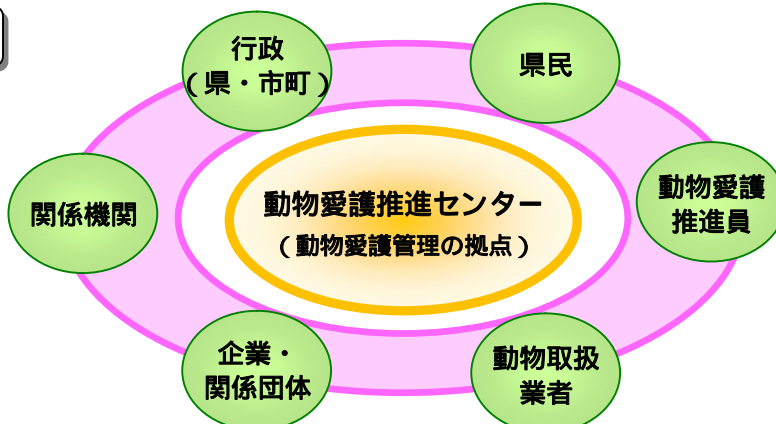 行政
（県・市町）
県民
関係機関
動物愛護推進センター
（動物愛護管理の拠点）
動物愛護
推進員
企業・
関係団体
動物取扱
業者